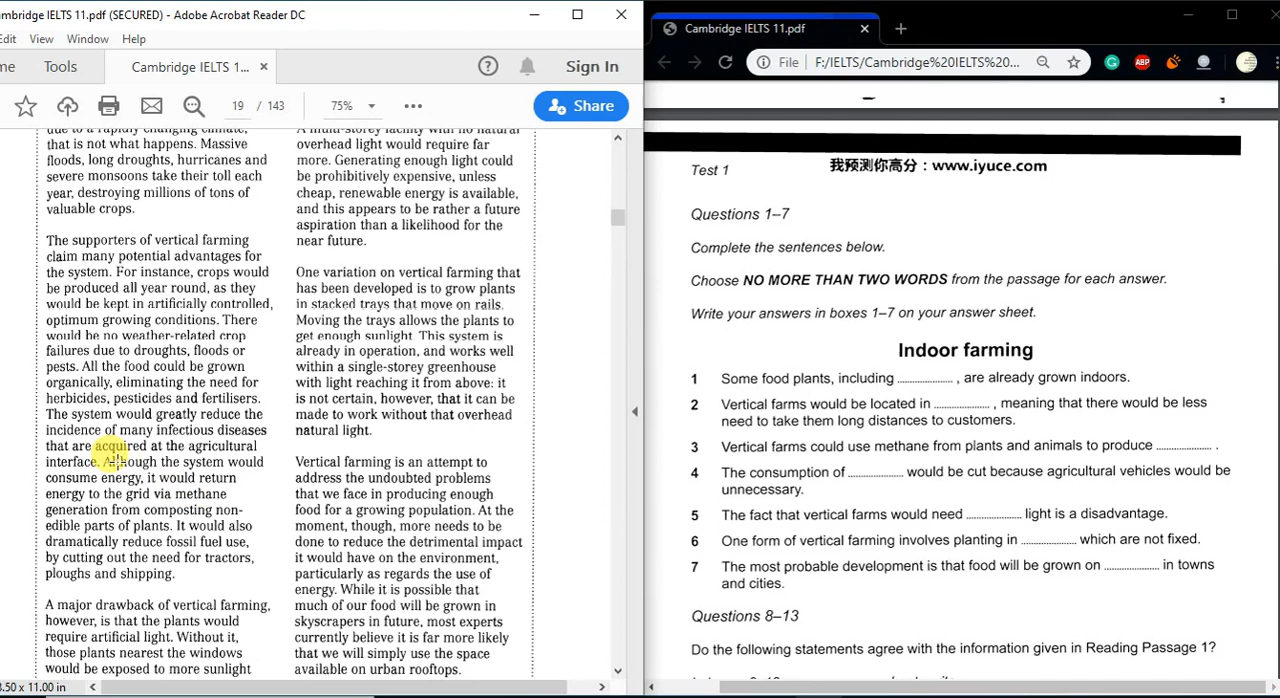 mbridge IELTS 11.pdf (SECURED) - Adobe Acrobat Reader DC
Edit View Window Help
me Tools Cambridge IELTS 1... × Sign In
19 / 143 75% Share
due to a rapidly changing climate,
that is not what happens. Massive
floods, long droughts, hurricanes and
severe monsoons take their toll each
year, destroying millions of tons of
valuable crops.
The supporters of vertical farming
claim many potential advantages for
the system. For instance, crops would
be produced all year round, as they
would be kept in artificially controlled,
optimum growing conditions. There
would be no weather-related crop
failures due to droughts, floods or
pests. All the food could be grown
organically, eliminating the need for
herbicides, pesticides and fertilisers.
The system would greatly reduce the
incidence of many infectious diseases
that are acquired at the agricultural
interface. Although the system would
consume energy, it would return
energy to the grid via methane
generation from composting non-
edible parts of plants. It would also
dramatically reduce fossil fuel use,
by cutting out the need for tractors,
ploughs and shipping.
A major drawback of vertical farming,
however, is that the plants would
require artificial light. Without it,
those plants nearest the windows
would be exposed to more sunlight
A multi-storey facility with no natural
overhead light would require far
more. Generating enough light could
be prohibitively expensive, unless
cheap, renewable energy is available,
and this appears to be rather a future
aspiration than a likelihood for the
near future.
One variation on vertical farming that
has been developed is to grow plants
in stacked trays that move on rails.
Moving the trays allows the plants to
get enough sunlight. This system is
already in operation, and works well
within a single-storey greenhouse
with light reaching it from above: it
is not certain, however, that it can be
made to work without that overhead
natural light.
Vertical farming is an attempt to
address the undoubted problems
that we face in producing enough
food for a growing population. At the
moment, though, more needs to be
done to reduce the detrimental impact
it would have on the environment,
particularly as regards the use of
energy. While it is possible that
much of our food will be grown in
skyscrapers in future, most experts
currently believe it is far more likely
that we will simply use the space
available on urban rooftops.
8.50 x 11.00 in
Cambridge IELTS 11.pdf
File F:/IELTS/Cambridge%20IELTS%20...
ABP
Test 1 我预测你高分：www.iyuce.com
Questions 1–7
Complete the sentences below.
Choose NO MORE THAN TWO WORDS from the passage for each answer.
Write your answers in boxes 1–7 on your answer sheet.
Indoor farming
1 Some food plants, including .................... , are already grown indoors.
2 Vertical farms would be located in .................... , meaning that there would be less
need to take them long distances to customers.
3 Vertical farms could use methane from plants and animals to produce .................... .
4 The consumption of .................... would be cut because agricultural vehicles would be
unnecessary.
5 The fact that vertical farms would need .................... light is a disadvantage.
6 One form of vertical farming involves planting in .................... which are not fixed.
7 The most probable development is that food will be grown on .................... in towns
and cities.
Questions 8–13
Do the following statements agree with the information given in Reading Passage 1?